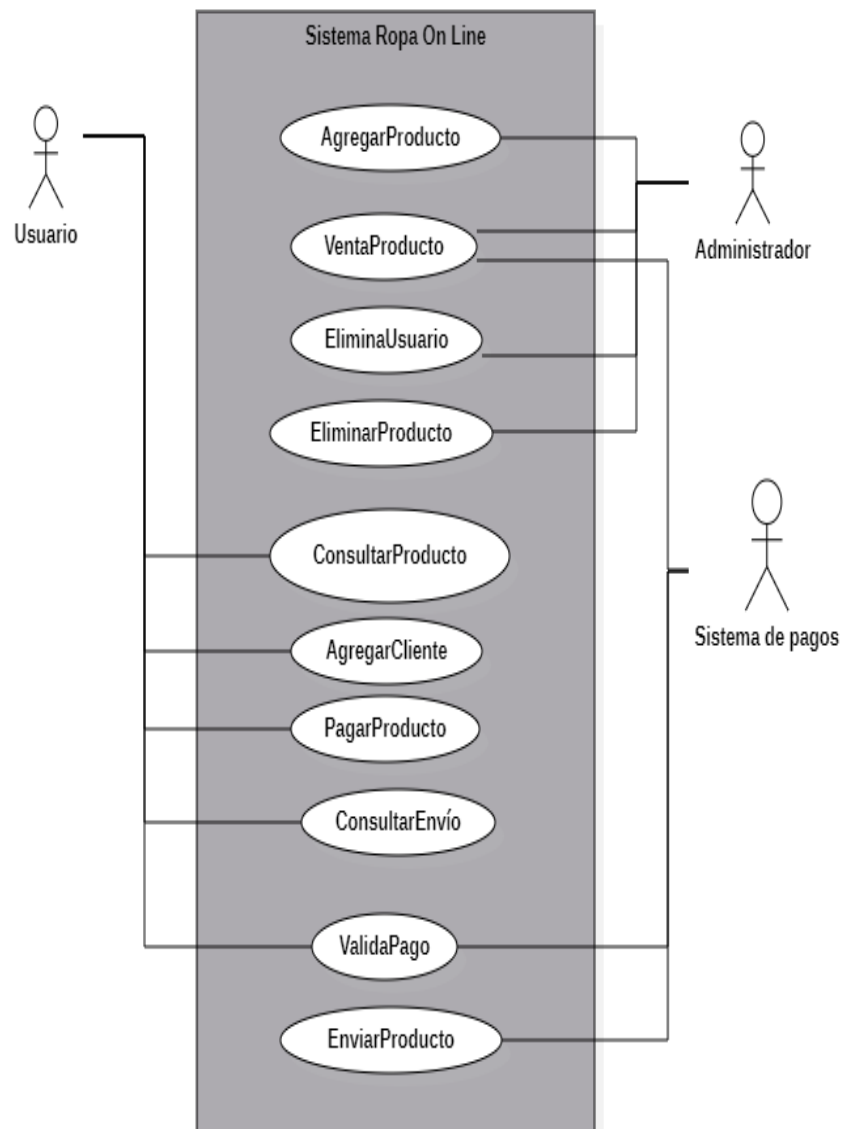 Sistema Ropa On Line
AgregarProducto
Usuario
VentaProducto
Administrador
EliminaUsuario
EliminarProducto
ConsultarProducto
Sistema de pagos
AgregarCliente
PagarProducto
ConsultarEnvío
ValidaPago
EnviarProducto